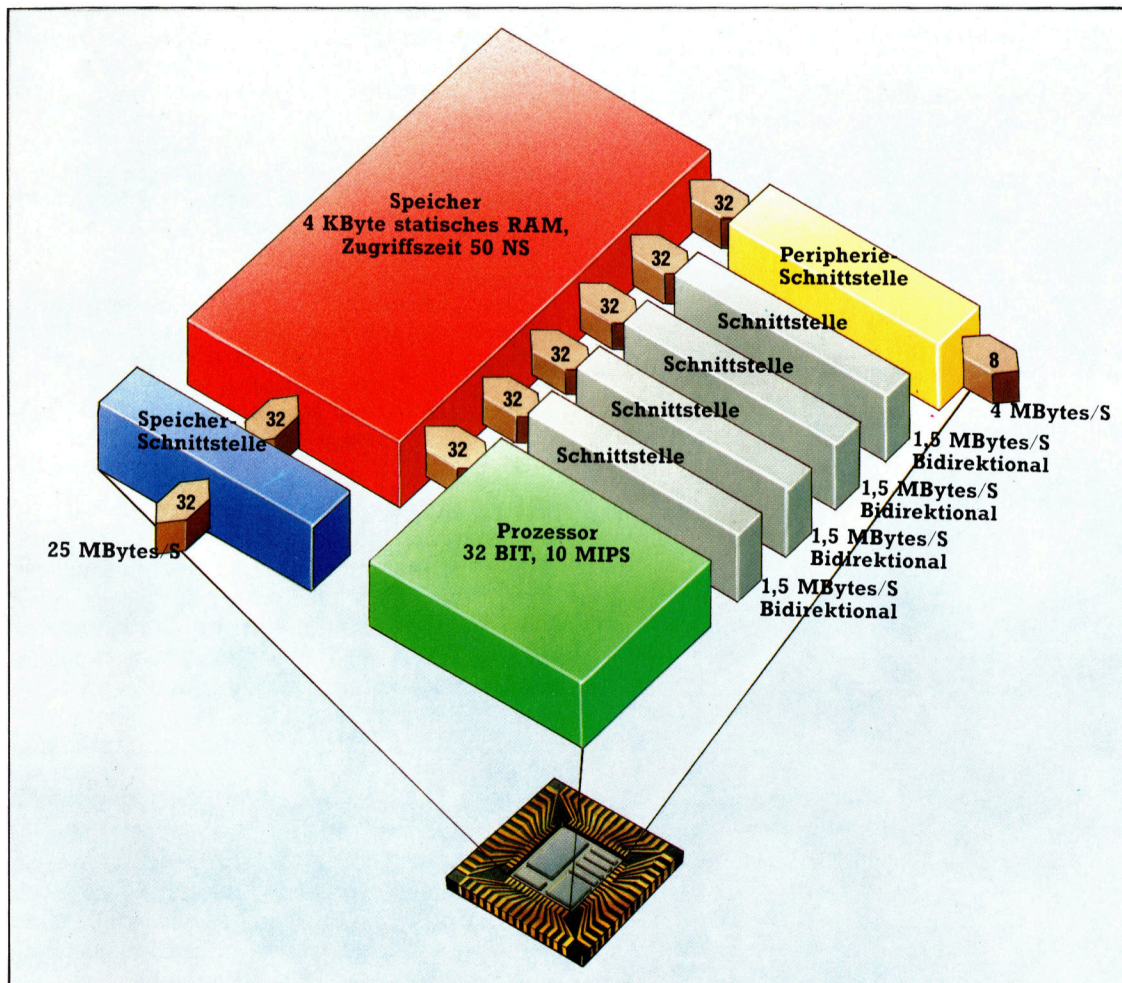 Speicher
4 KByte statisches RAM,
Zugriffszeit 50 NS
32
Peripherie-
Schnittstelle
8
4 MBytes/S
32
Schnittstelle
1,5 MBytes/S
Bidirektional
32
Schnittstelle
1,5 MBytes/S
Bidirektional
32
Schnittstelle
1,5 MBytes/S
Bidirektional
32
Schnittstelle
1,5 MBytes/S
Bidirektional
32
Speicher-
Schnittstelle
32
25 MBytes/S
32
Prozessor
32 BIT, 10 MIPS